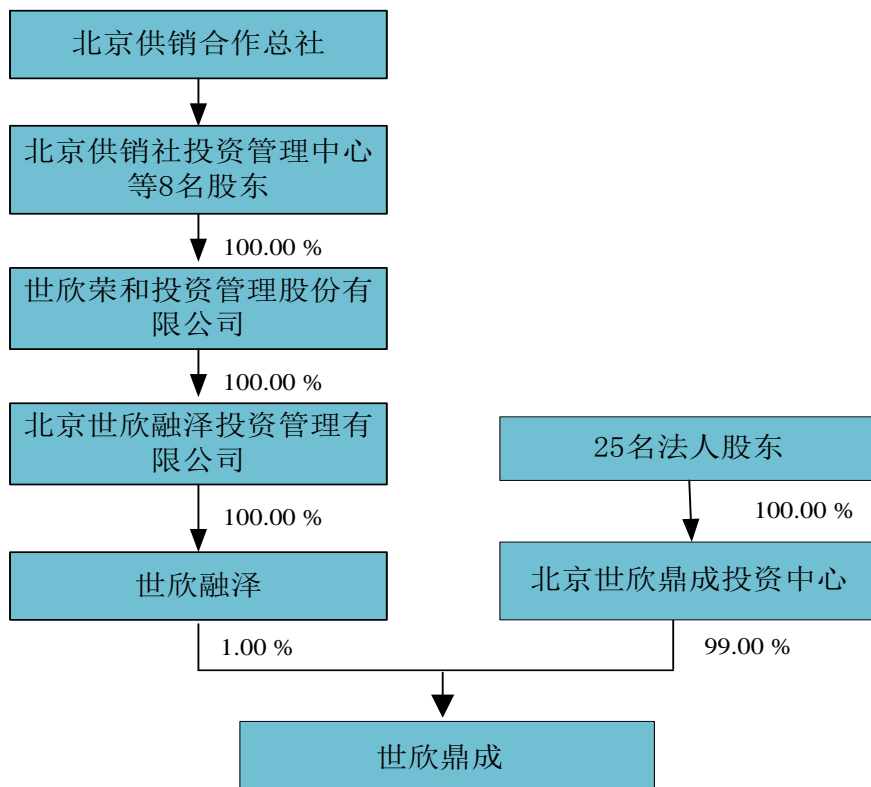 北京供销合作总社
北京供销社投资管理中心
等8名股东
100.00 %
世欣荣和投资管理股份有
限公司
100.00 %
北京世欣融泽投资管理有
限公司
25名法人股东
100.00 %
100.00 %
世欣融泽
北京世欣鼎成投资中心
1.00 %
99.00 %
世欣鼎成